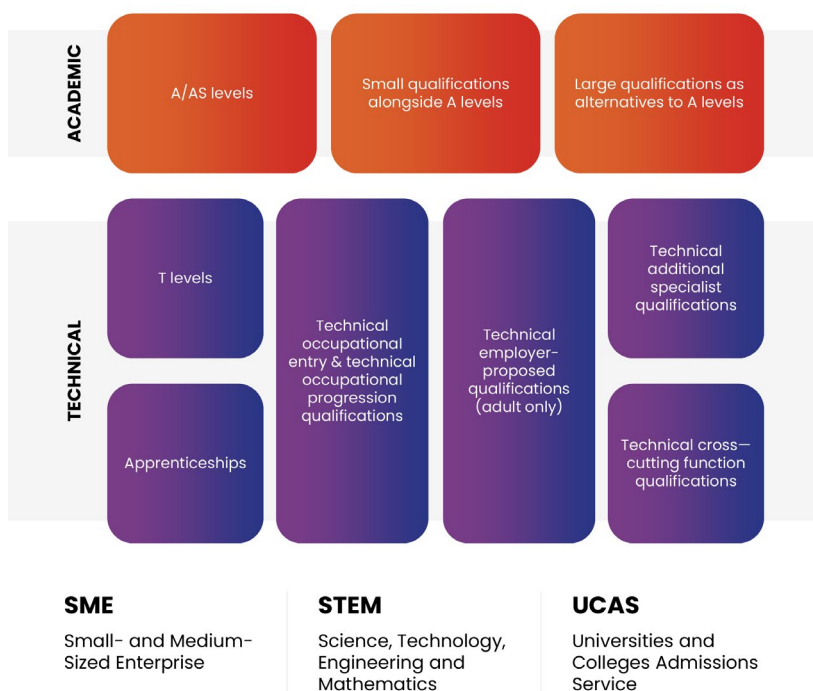 ACADEMIC
A/AS levels
Small qualifications
alongside A levels
Large qualifications as
alternatives to A levels
TECHNICAL
T levels
Apprenticeships
Technical
occupational
entry & technical
occupational
progression
qualifications
Technical
employer-
proposed
qualifications
(adult only)
Technical
additional
specialist
qualifications
Technical cross—
cutting function
qualifications
SME
Small- and Medium-
Sized Enterprise
STEM
Science, Technology,
Engineering and
Mathematics
UCAS
Universities and
Colleges Admissions
Service